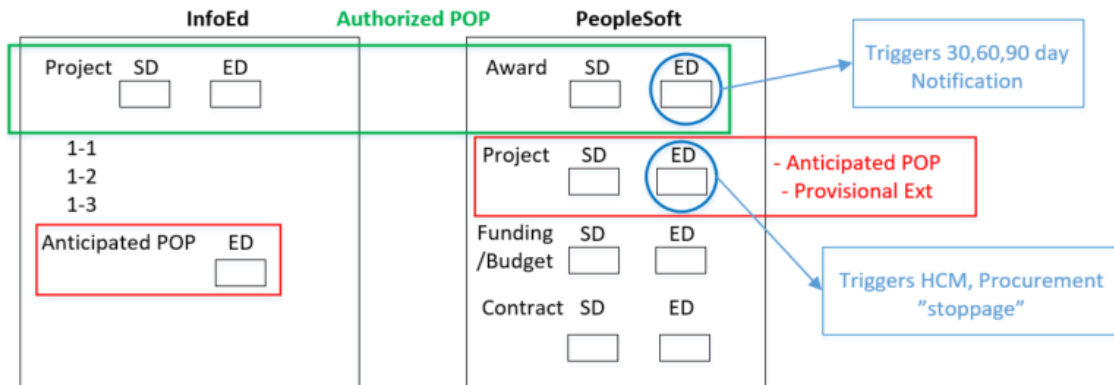 InfoEd
Authorized POP
PeopleSoft
Project SD ED
Award SD ED
Triggers 30,60,90 day
Notification
1-1
1-2
1-3
Project SD ED
- Anticipated POP
- Provisional Ext
Anticipated POP ED
Funding
/Budget
SD ED
Contract SD ED
Triggers HCM, Procurement
”stoppage”